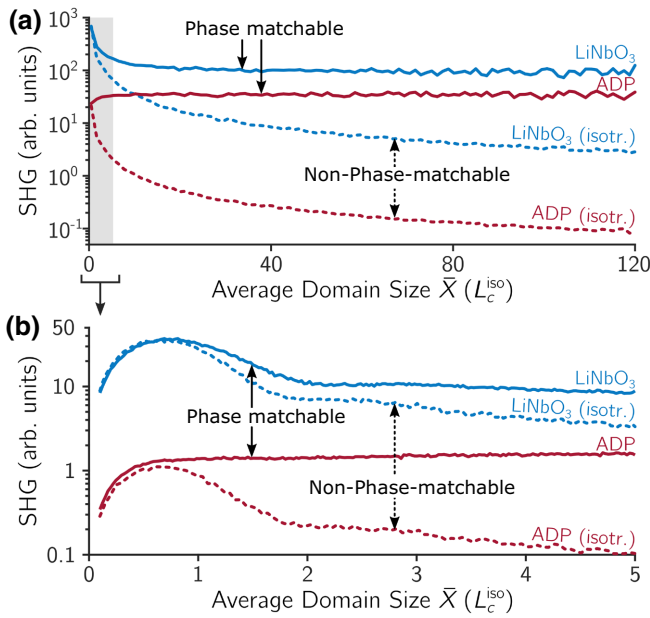 (a)
SHG (arb. units)
10³
10²
10¹
10⁰
10⁻¹
Phase matchable
LiNbO₃
ADP
LiNbO₃ (isotr.)
Non-Phase-matchable
ADP (isotr.)
0 40 80 120
Average Domain Size X̄ (L_c^iso)
(b)
SHG (arb. units)
50
10
1
0.1
LiNbO₃
LiNbO₃ (isotr.)
Phase matchable
ADP
Non-Phase-matchable
ADP (isotr.)
0 1 2 3 4 5
Average Domain Size X̄ (L_c^iso)